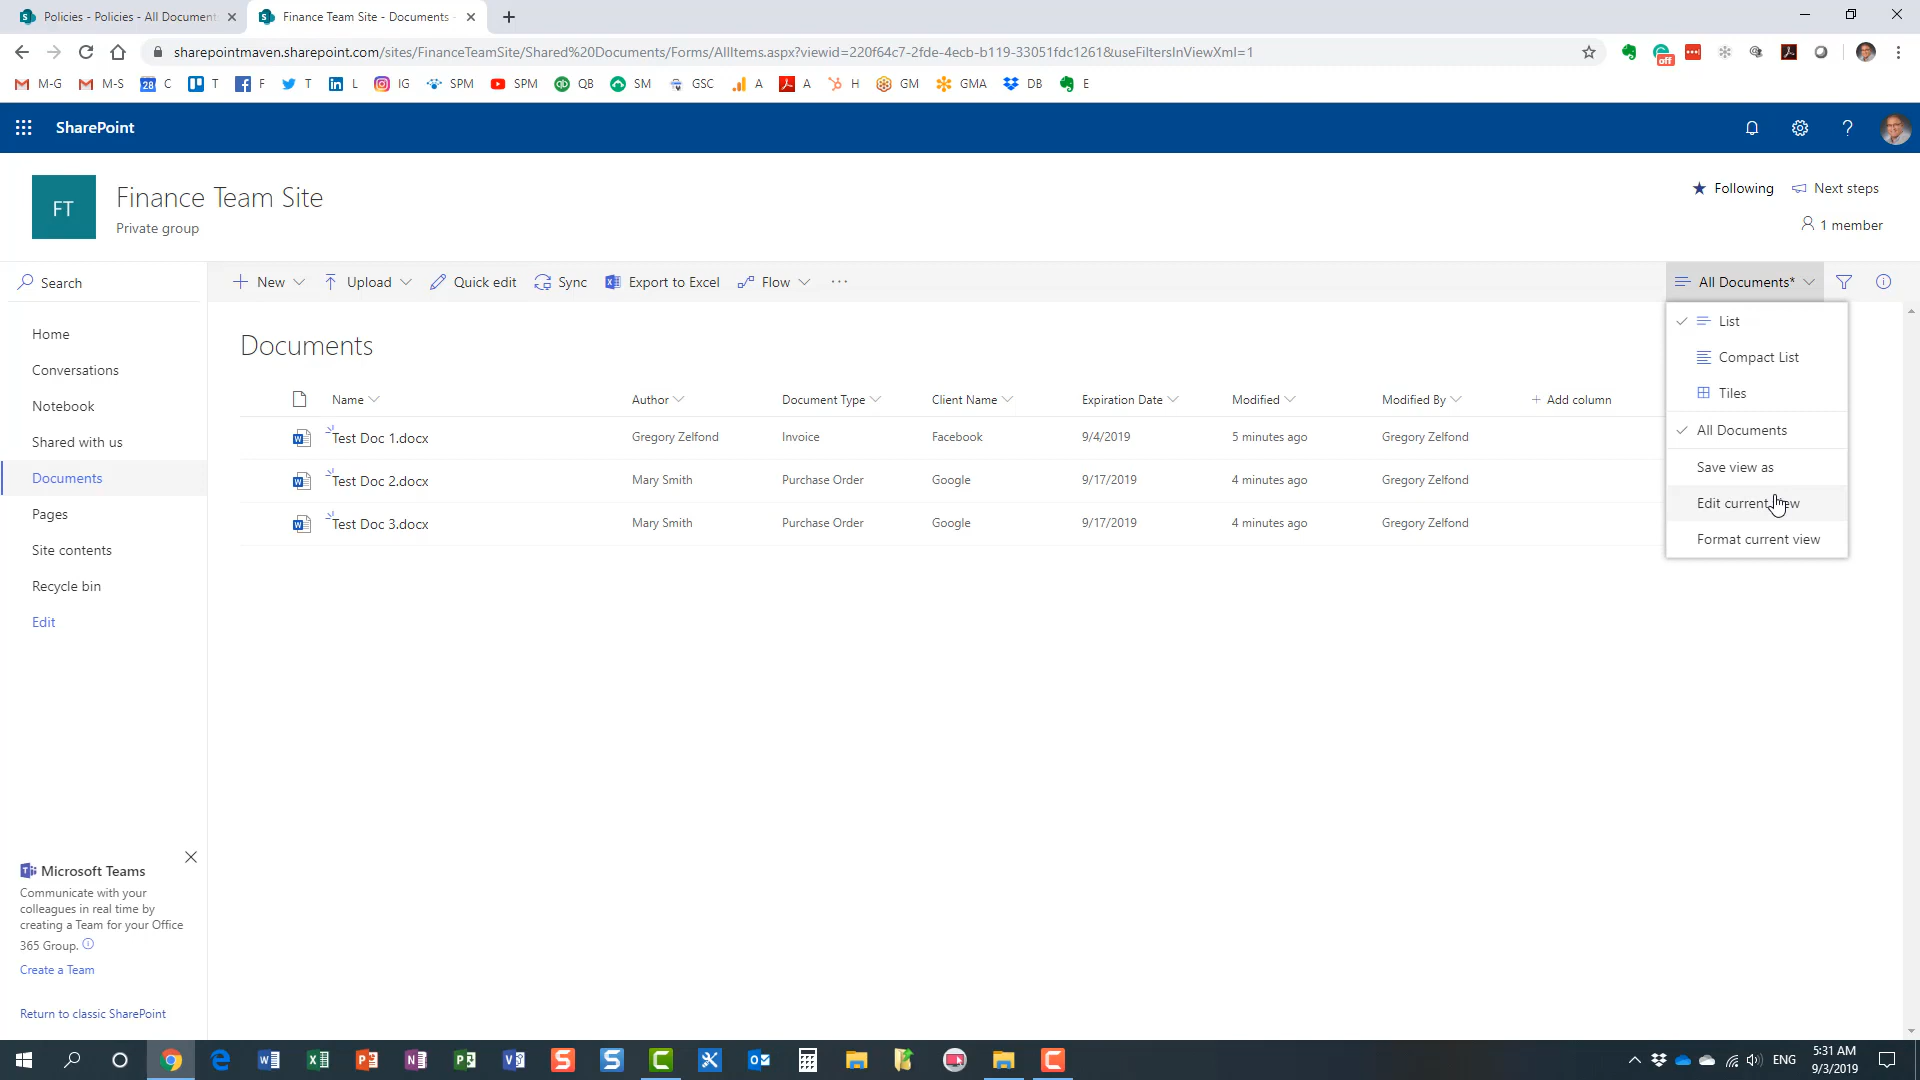 Policies - Policies - All Document
Finance Team Site - Documents -
sharepointmaven.sharepoint.com/sites/FinanceTeamSite/Shared%20Documents/Forms/AllItems.aspx?viewid=220f64c7-2fde-4ecb-b119-33051fdc1261&useFiltersInViewXml=1
off
M-G M-S 28 C T F T L IG SPM SPM QB SM GSC A A H GM GMA DB E
SharePoint
FT
Finance Team Site
Private group
Following Next steps
1 member
Search
New Upload Quick edit Sync Export to Excel Flow ···
All Documents*
Home
Conversations
Notebook
Shared with us
Documents
Pages
Site contents
Recycle bin
Edit
Documents
Name Author Document Type Client Name Expiration Date Modified Modified By + Add column
Test Doc 1.docx Gregory Zelfond Invoice Facebook 9/4/2019 5 minutes ago Gregory Zelfond
Test Doc 2.docx Mary Smith Purchase Order Google 9/17/2019 4 minutes ago Gregory Zelfond
Test Doc 3.docx Mary Smith Purchase Order Google 9/17/2019 4 minutes ago Gregory Zelfond
List
Compact List
Tiles
All Documents
Save view as
Edit current
Format current view
Microsoft Teams
Communicate with your
colleagues in real time by
creating a Team for your Office
365 Group.
Create a Team
Return to classic SharePoint
ENG
5:31 AM
9/3/2019